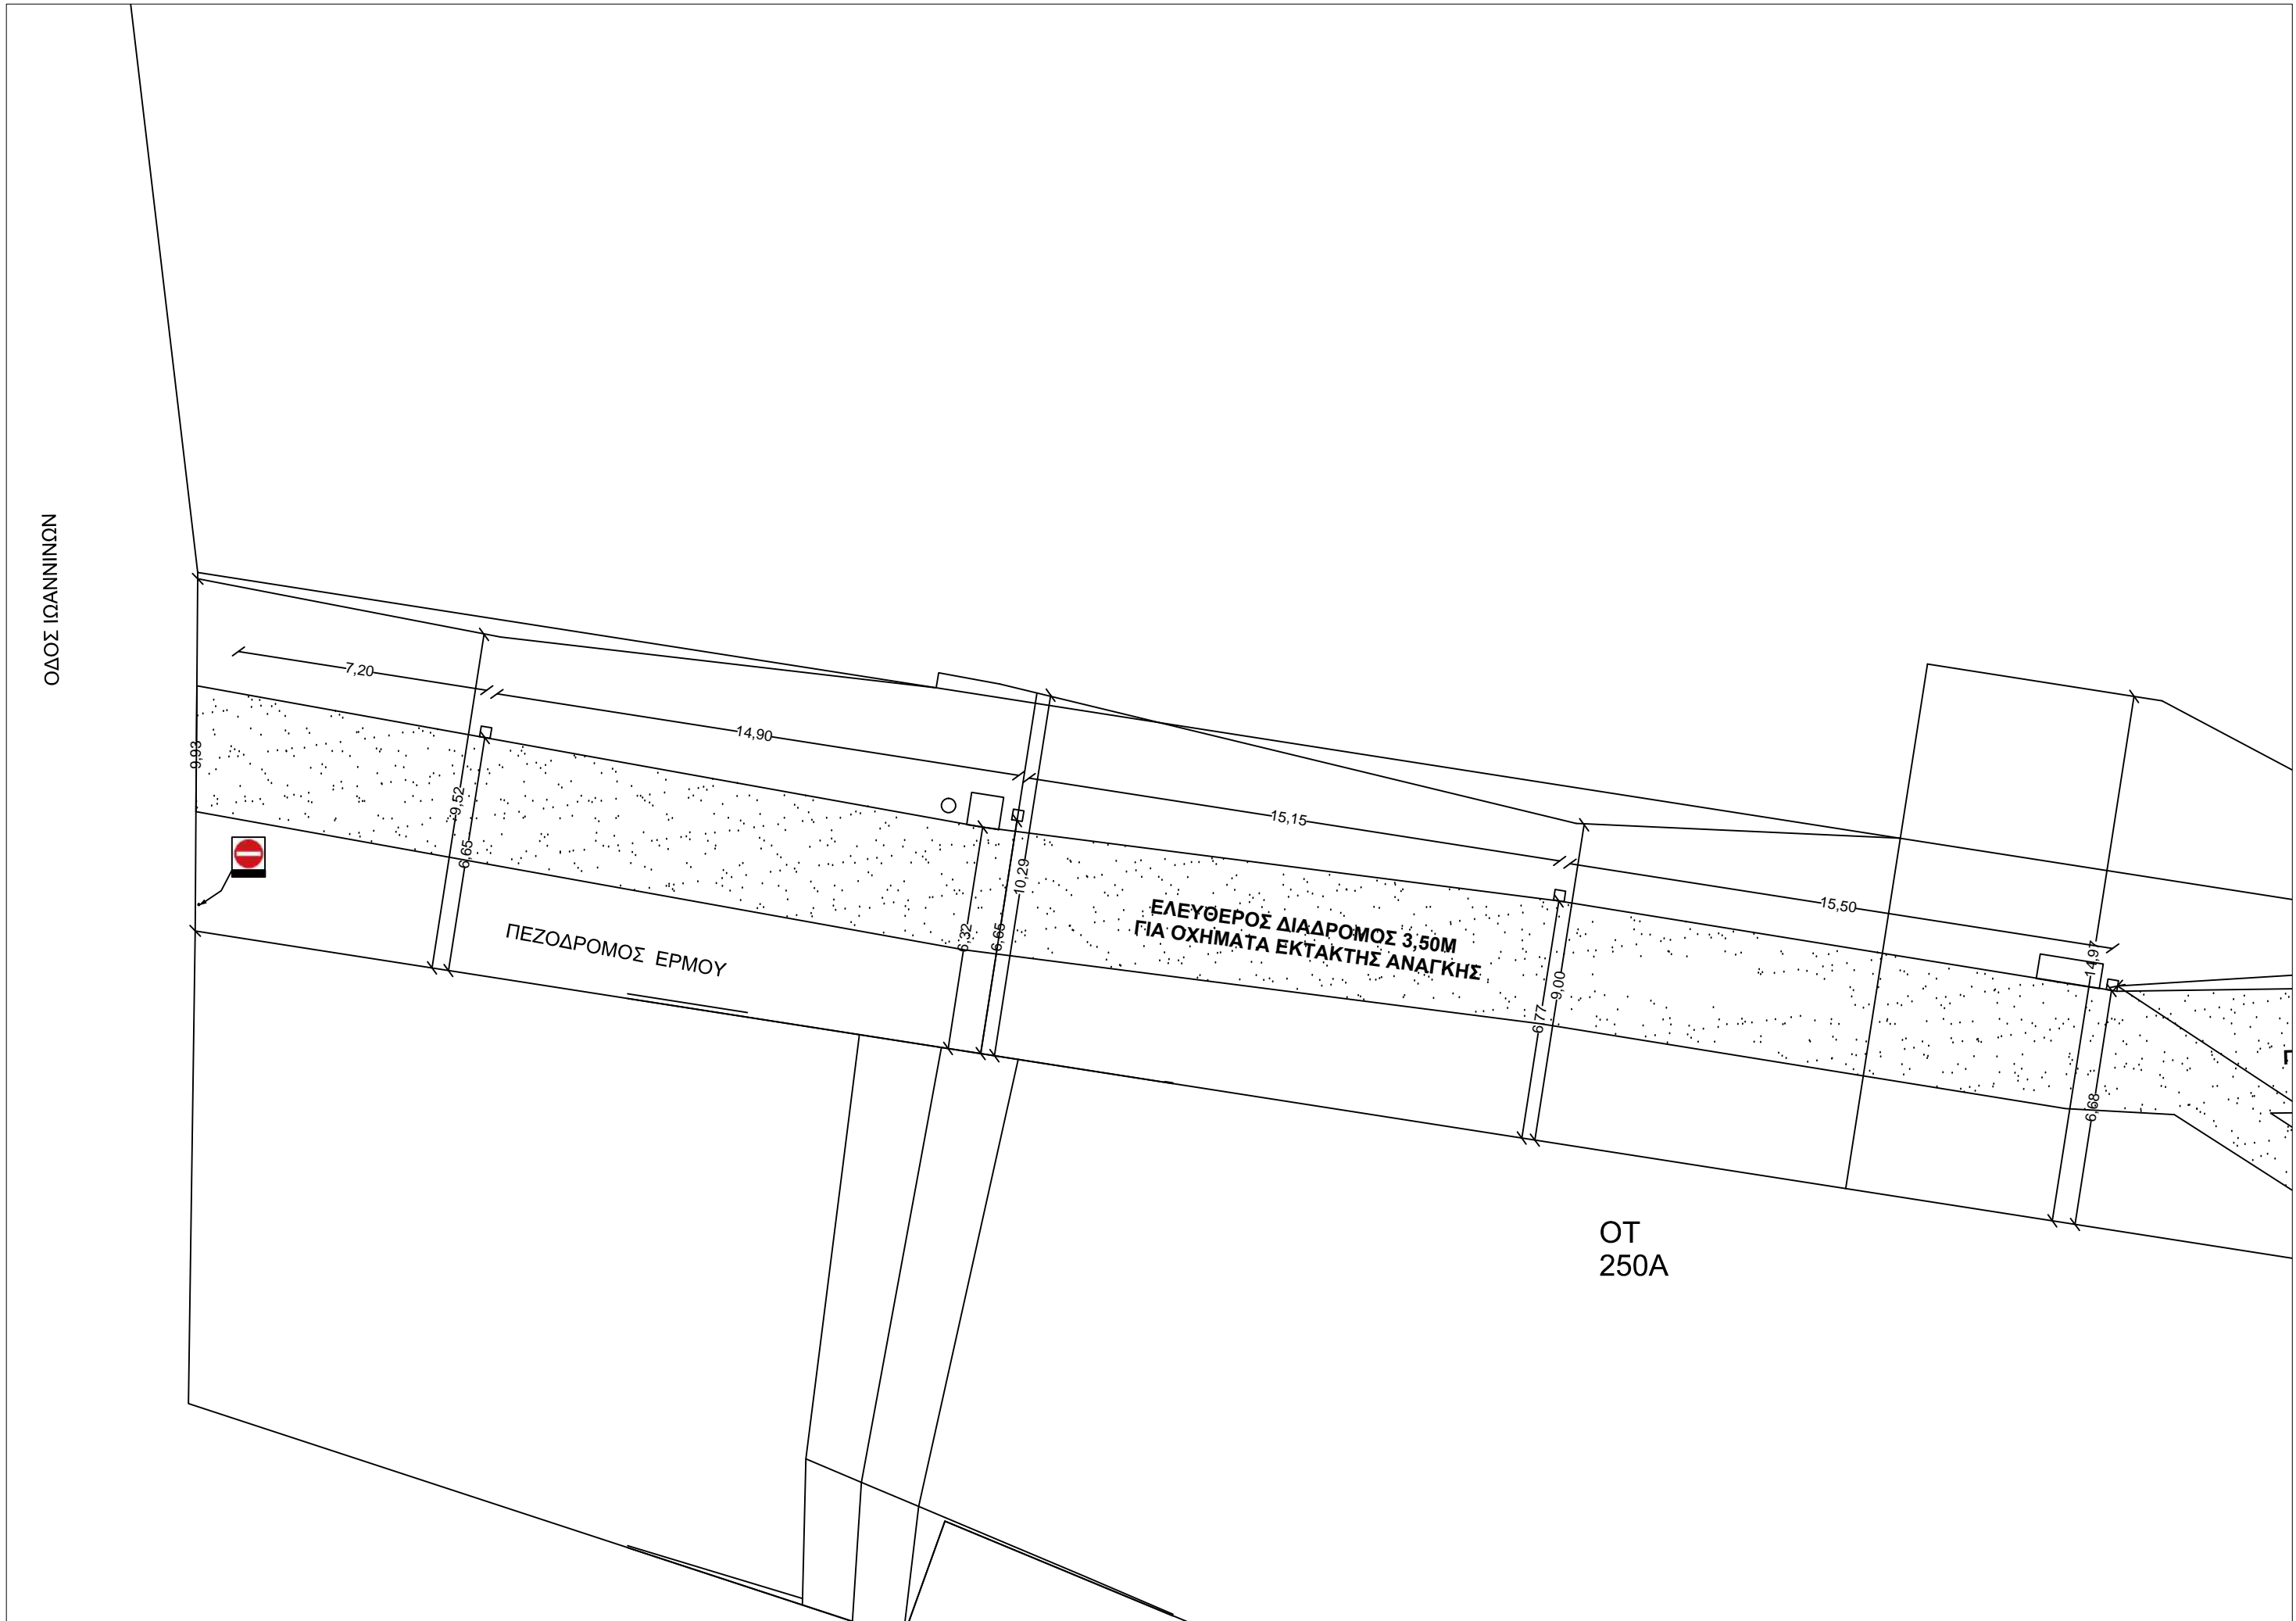 ΟΔΟΣ ΙΩΑΝΝΙΝΩΝ
7,20
14,90
9,93
9,52
6,65
15,15
10,29
6,32
6,65
ΕΛΕΥΘΕΡΟΣ ΔΙΑΔΡΟΜΟΣ 3,50Μ
ΓΙΑ ΟΧΗΜΑΤΑ ΕΚΤΑΚΤΗΣ ΑΝΑΓΚΗΣ
ΠΕΖΟΔΡΟΜΟΣ ΕΡΜΟΥ
15,50
14,97
9,00
6,77
6,68
ΟΤ
250Α